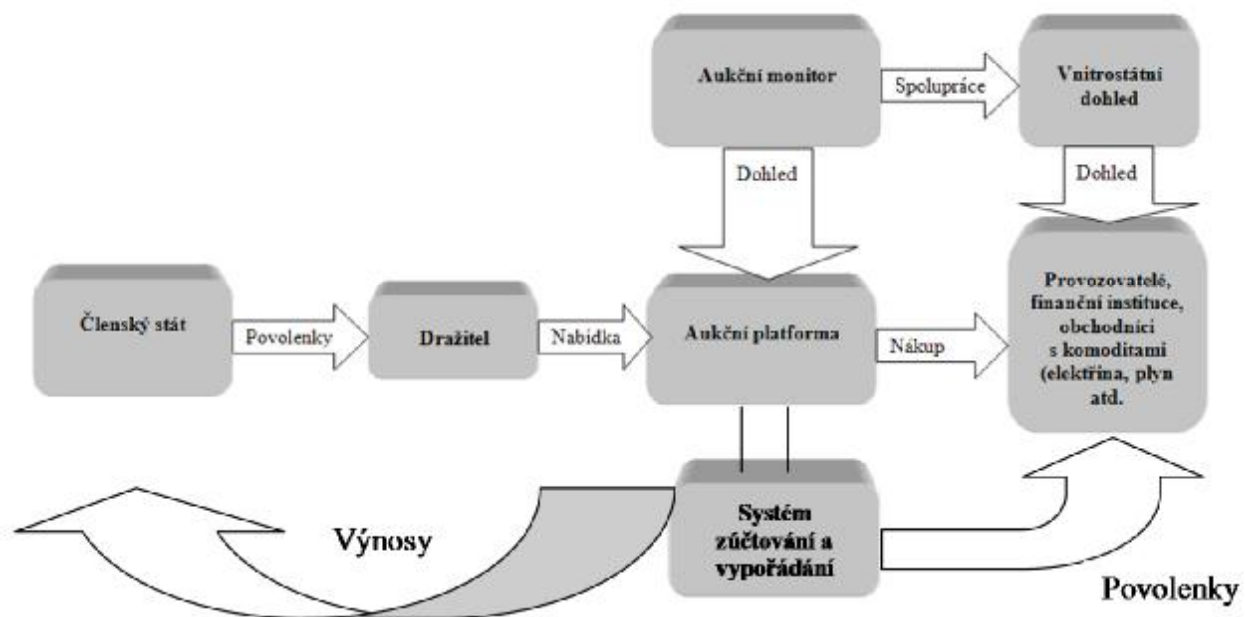 Aukční monitor
Spolupráce
Vnitrostátní
dohled
Dohled
Dohled
Členský stát
Povolenky
Dražitel
Nabídka
Aukční platforma
Nákup
Provozovatelé,
finanční instituce,
obchodníci
s komoditami
(elektřina, plyn
atd.
Výnosy
Systém
zúčtování a
vypořádání
Povolenky